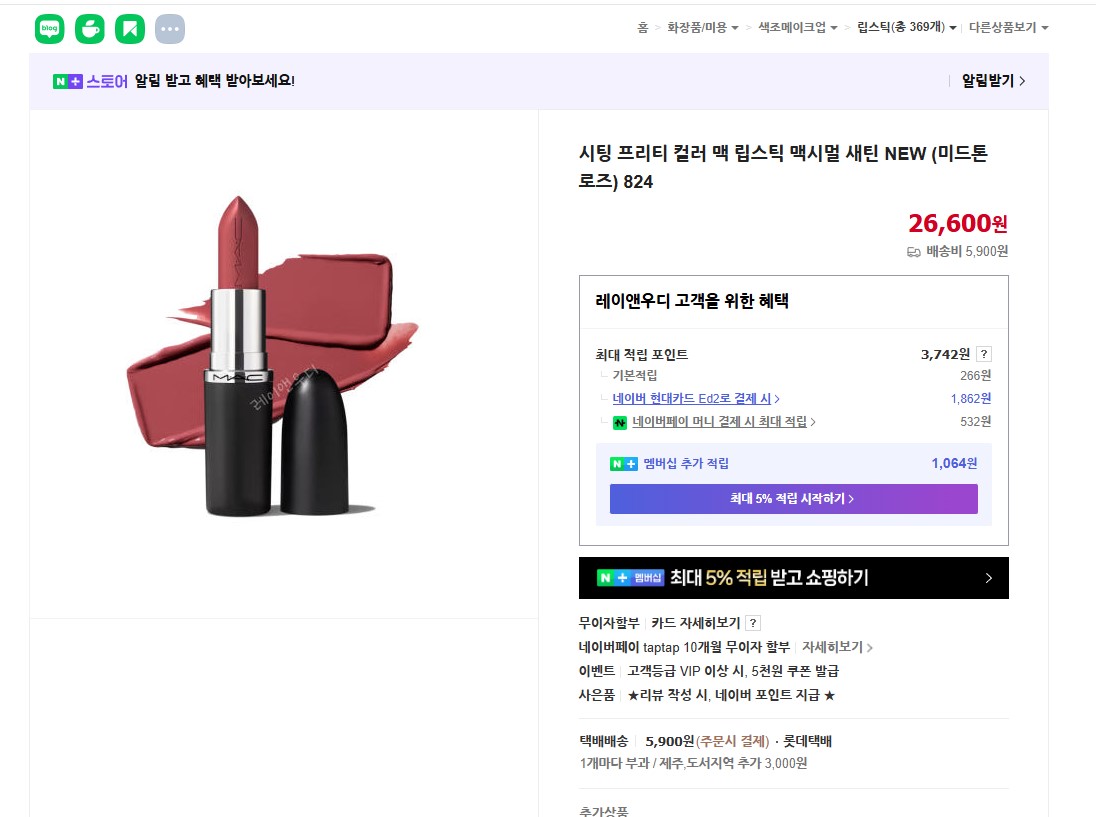 blog
홈 > 화장품/미용 > 색조메이크업 > 립스틱(총 369개) 다른상품보기
N+ 스토어 알림 받고 혜택 받아보세요!
알림받기 >
시팅 프리티 컬러 맥 립스틱 맥시멀 새틴 NEW (미드톤
로즈) 824
26,600원
배송비 5,900원
MAC
MAC
레이앤우디
레이앤우디 고객을 위한 혜택
최대 적립 포인트 3,742원 ?
기본적립 266원
네이버 현대카드 Ed2로 결제 시 > 1,862원
N 네이버페이 머니 결제 시 최대 적립 > 532원
N+ 멤버십 추가 적립 1,064원
최대 5% 적립 시작하기 >
N+ 멤버십 최대 5% 적립 받고 쇼핑하기 >
무이자할부 카드 자세히보기 ?
네이버페이 taptap 10개월 무이자 할부 자세히보기 >
이벤트 고객등급 VIP 이상 시, 5천원 쿠폰 발급
사은품 ★리뷰 작성 시, 네이버 포인트 지급 ★
택배배송 5,900원(주문시 결제) · 롯데택배
1개마다 부과 / 제주,도서지역 추가 3,000원
추가상품